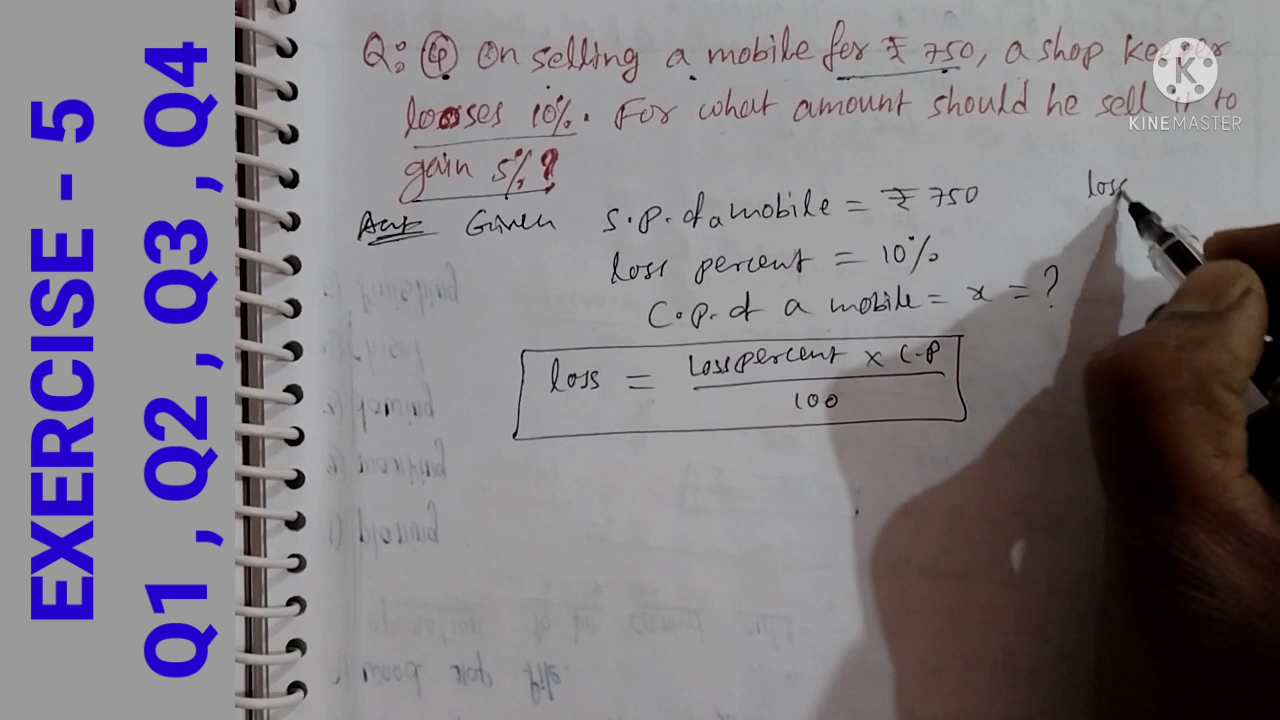 EXERCISE - 5
Q1 , Q2 , Q3 , Q4
Q: (4) On selling a mobile for ₹ 750, a shop keeper
looses 10%. For what amount should he sell it to
gain 5%?
K
KINEMASTER
Given S.P. of a mobile = ₹ 750
loss
loss percent = 10%
C.P. of a mobile = x = ?
loss = Loss percent x C.P
100